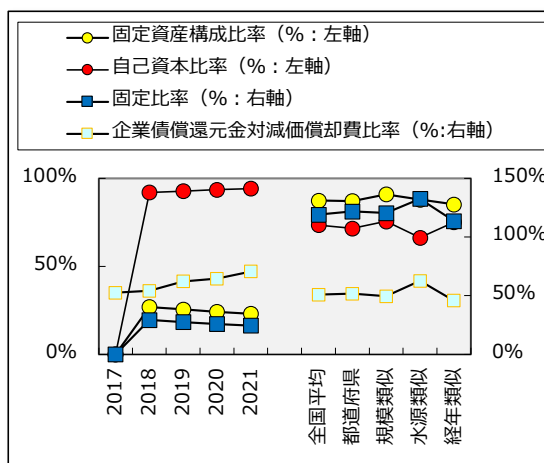 固定資産構成比率（%：左軸）
自己資本比率（%：左軸）
固定比率（%：右軸）
企業債償還元金対減価償却費比率（%:右軸）
100%
50%
0%
150%
100%
50%
0%
2017
2018
2019
2020
2021
全国平均
都道府県
規模類似
水源類似
経年類似